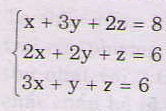 x + 3y + 2z = 8
2x + 2y + z = 6
3x + y + z = 6